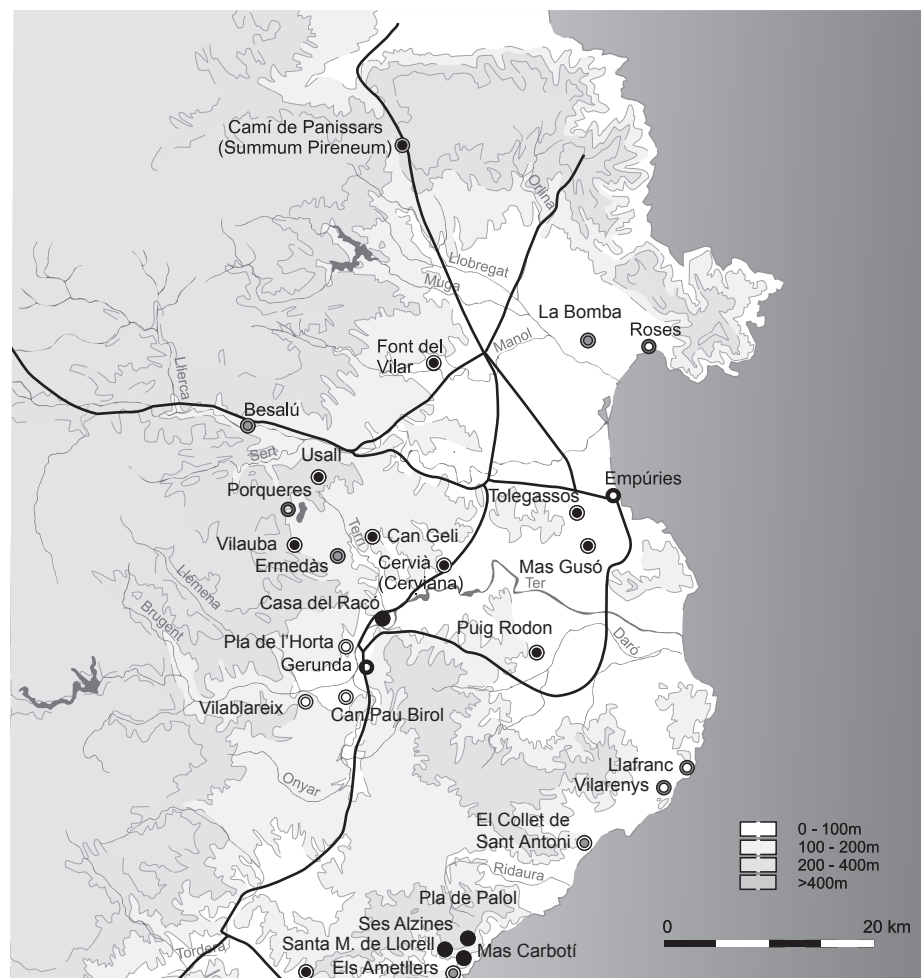 Camí de Panissars
(Summum Pireneum)
Orlina
Llobregat
Muga
La Bomba
Roses
Manol
Font del
Vilar
Llierca
Besalú
Sert
Usall
Empúries
Porqueres
Tolegassos
Terri
Can Geli
Vilauba
Ermedàs
Cervià
(Cerviana)
Mas Gusó
Ter
Llémena
Brugent
Casa del Racó
Puig Rodon
Daró
Pla de l'Horta
Gerunda
Vilablareix
Can Pau Birol
Onyar
Llafranc
Vilarenys
El Collet de
Sant Antoni
0 - 100m
100 - 200m
200 - 400m
>400m
Ridaura
Pla de Palol
Ses Alzines
Santa M. de Llorell
Mas Carbotí
Tordera
Els Ametllers
0
20 km